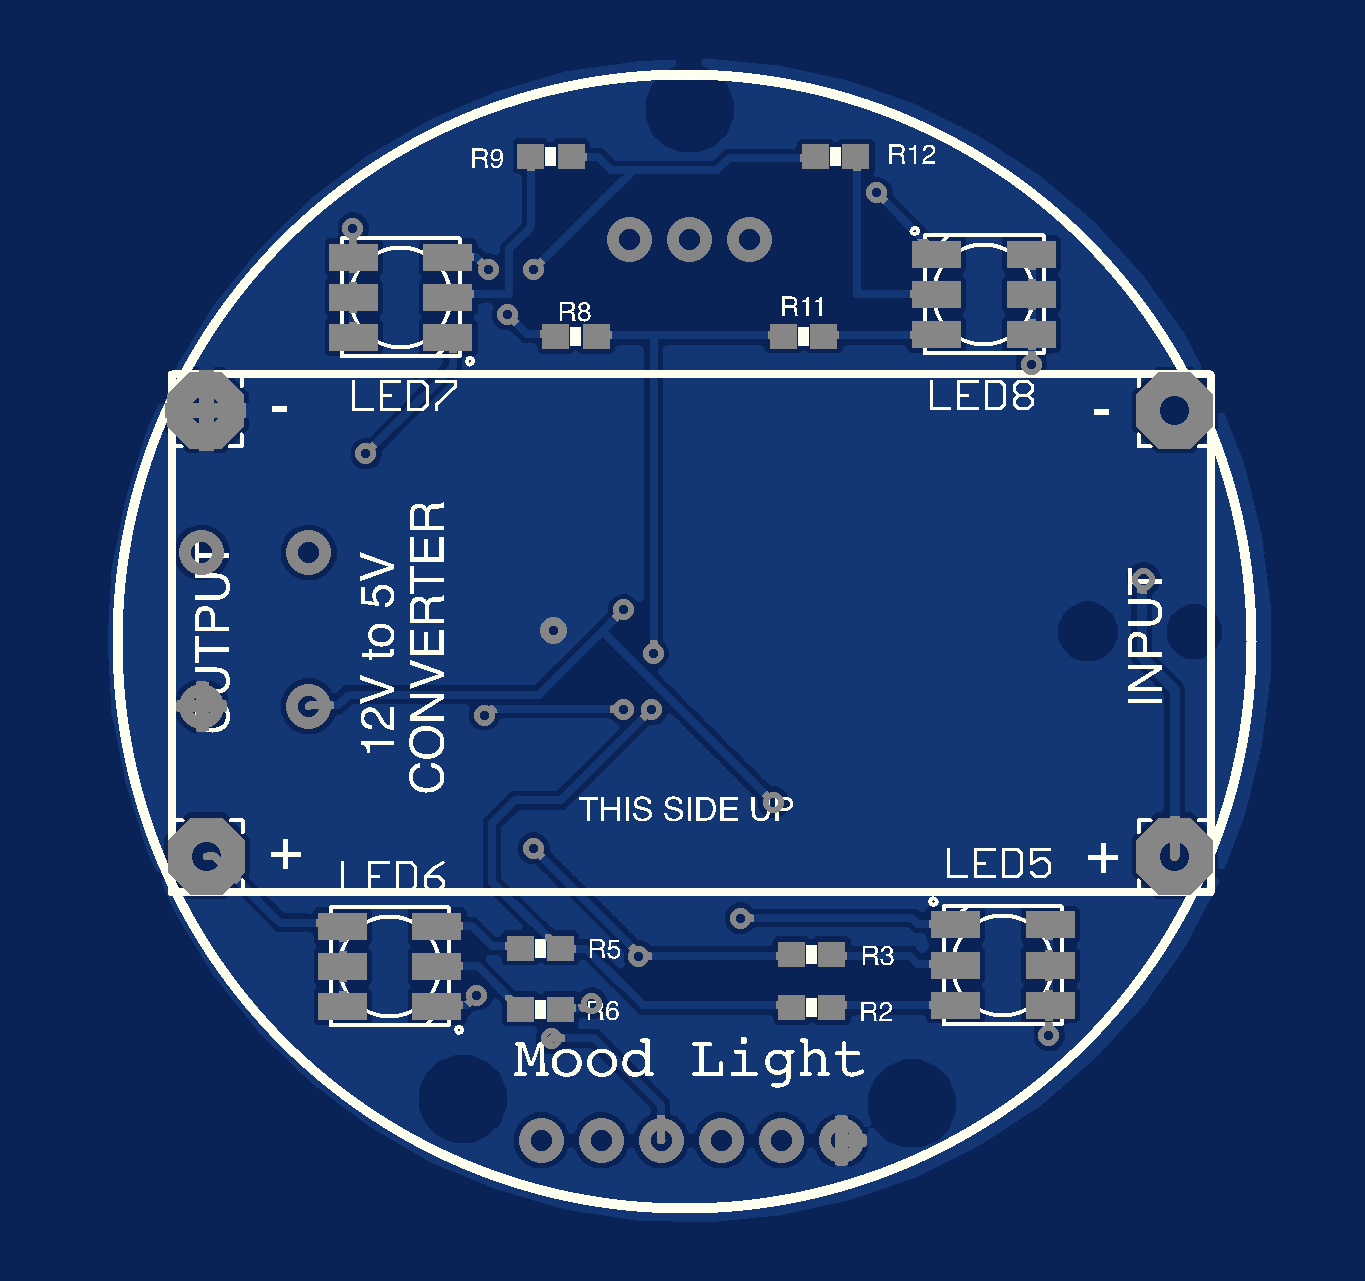 R9
R12
R8
R11
LED7
LED8
-
-
OUTPUT
12V to 5V
CONVERTER
INPUT
THIS SIDE UP
+
+
LED6
LED5
R5
R3
R6
R2
Mood Light